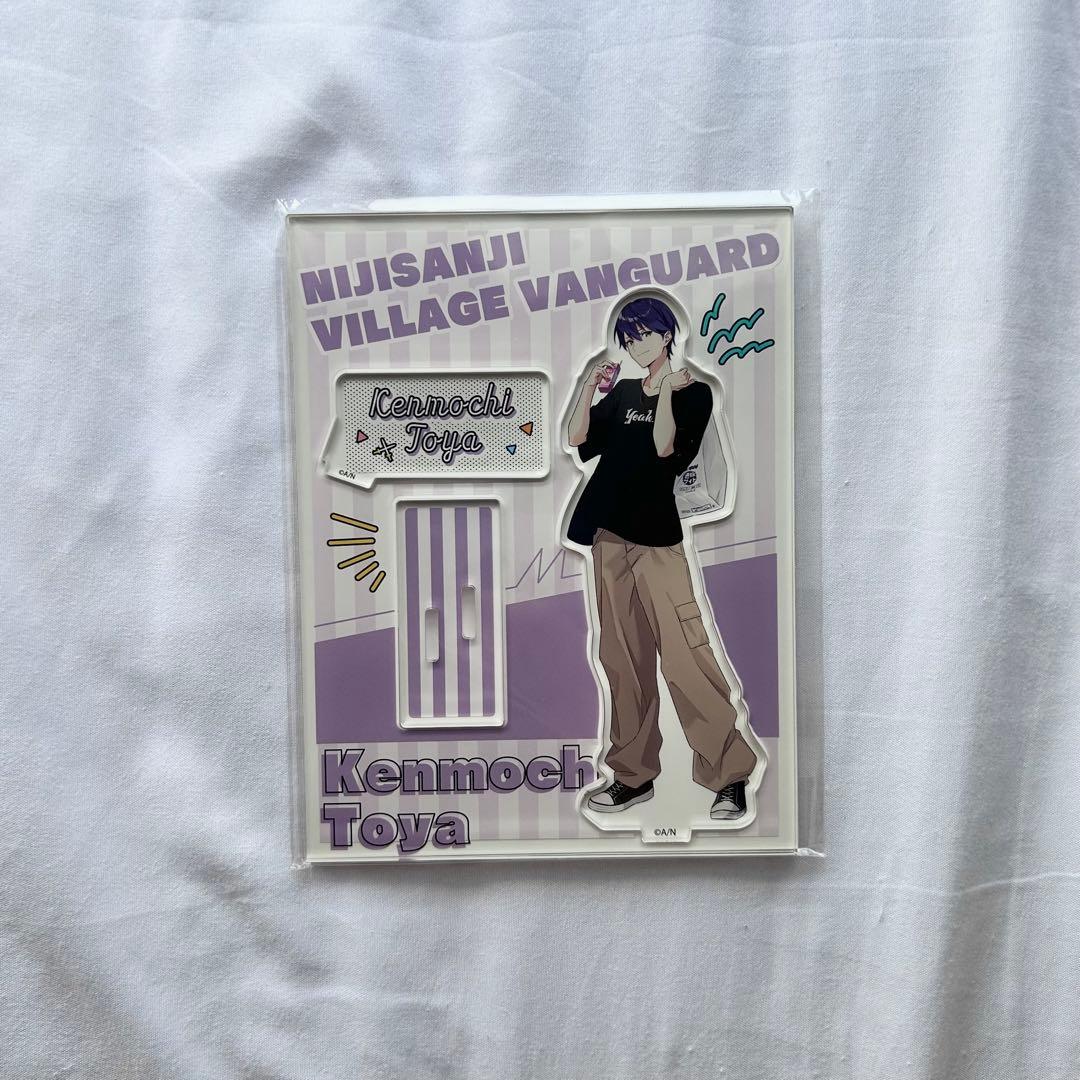 NIJISANJI
VILLAGE VANGUARD
Kenmochi
Toya
©A/N
Yeah.
Kenmoch
Toya
©A/N